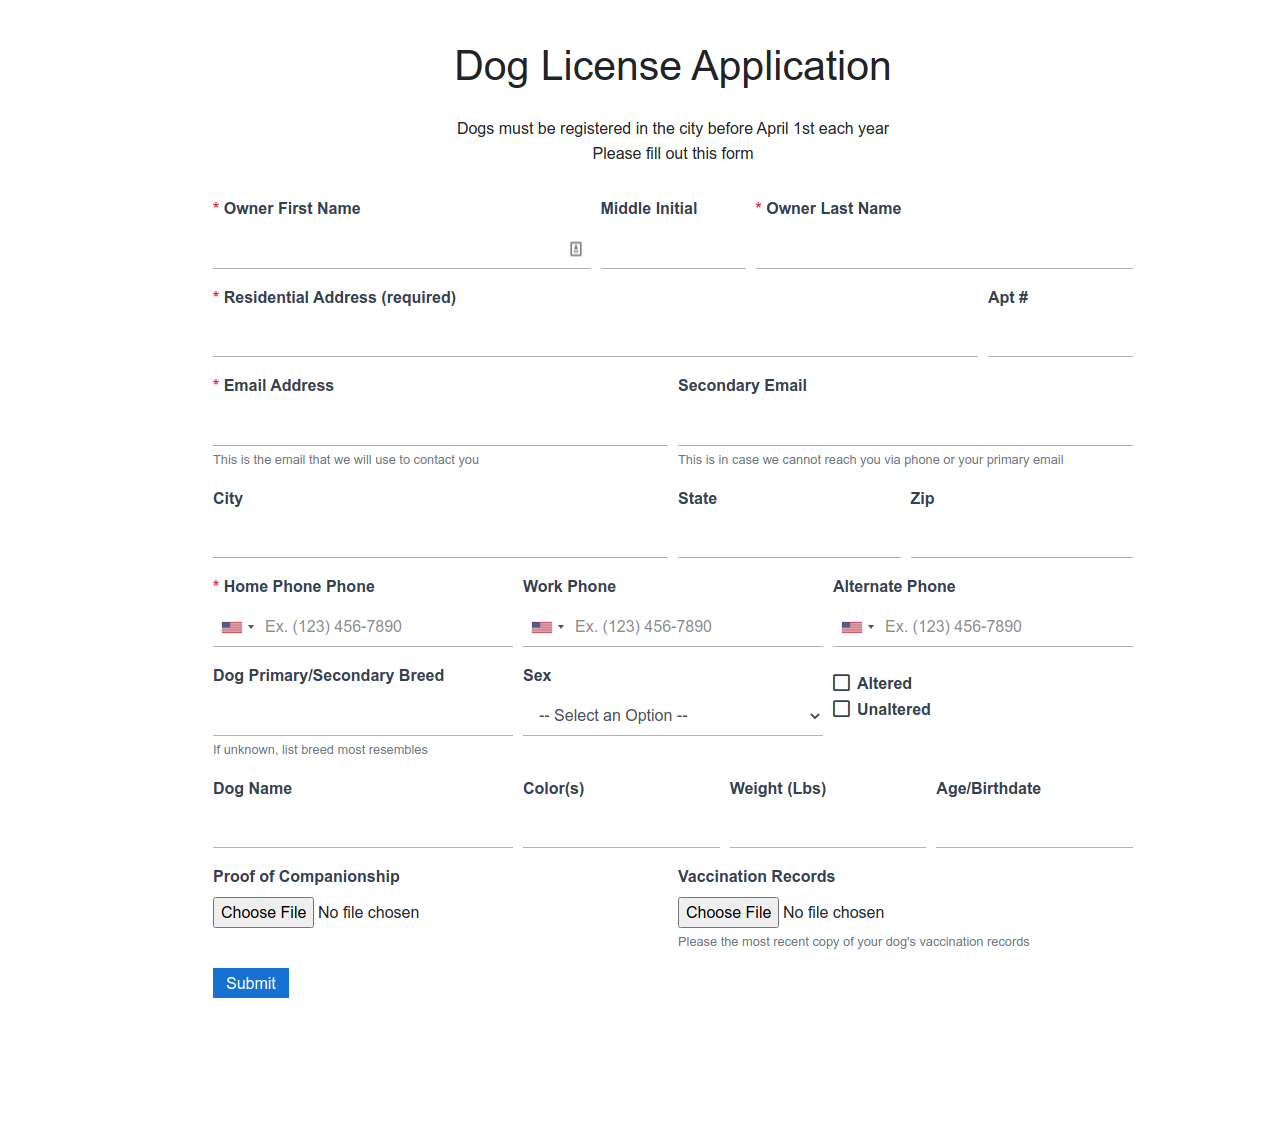 Dog License Application
Dogs must be registered in the city before April 1st each year
Please fill out this form
* Owner First Name Middle Initial * Owner Last Name
* Residential Address (required) Apt #
* Email Address Secondary Email
This is the email that we will use to contact you This is in case we cannot reach you via phone or your primary email
City State Zip
* Home Phone Phone Work Phone Alternate Phone
Ex. (123) 456-7890 Ex. (123) 456-7890 Ex. (123) 456-7890
Dog Primary/Secondary Breed Sex Altered
-- Select an Option -- Unaltered
If unknown, list breed most resembles
Dog Name Color(s) Weight (Lbs) Age/Birthdate
Proof of Companionship Vaccination Records
Choose File No file chosen Choose File No file chosen
Please the most recent copy of your dog's vaccination records
Submit